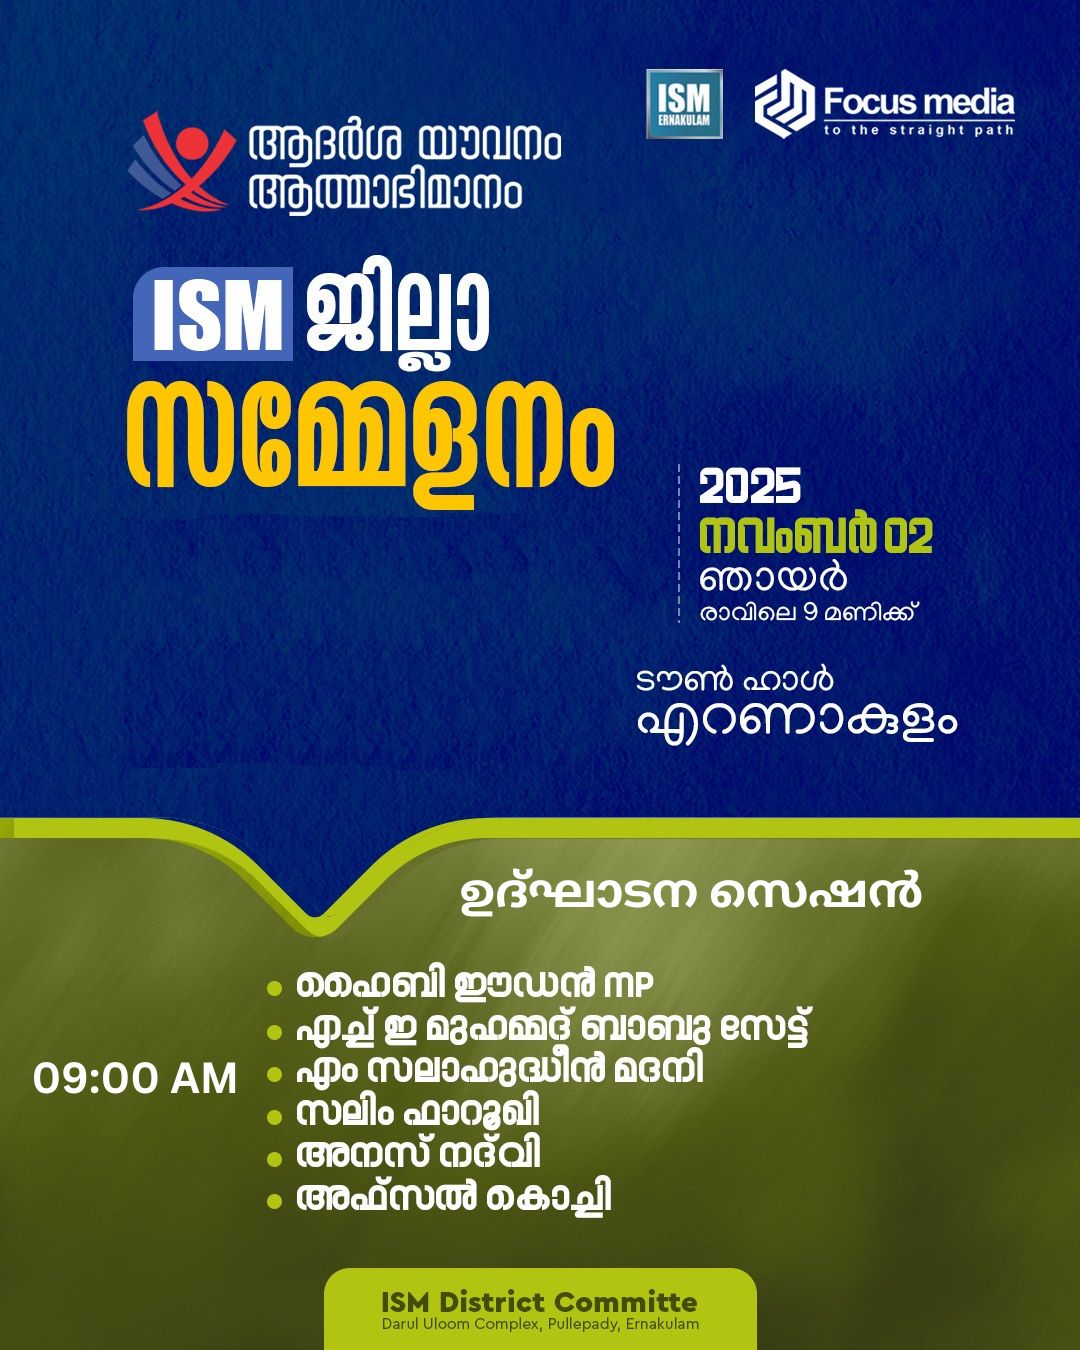 ISM
ERNAKULAM
Focus media
to the straight path
ആദർശ യൗവനം
ആത്മാഭിമാനം
ISM ജില്ലാ
സമ്മേളനം
2025
നവംബർ 02
ഞായർ
രാവിലെ 9 മണിക്ക്
ടൗൺ ഹാൾ
എറണാകുളം
ഉദ്ഘാടന സെഷൻ
09:00 AM
ഹൈബി ഈഡൻ MP
എച്ച് ഇ മുഹമ്മദ് ബാബു സേട്ട്
എം സലാഹുദ്ധീൻ മദനി
സലിം ഫാറൂഖി
അനസ് നദ്‌വി
അഫ്സൽ കൊച്ചി
ISM District Committe
Darul Uloom Complex, Pullepady, Ernakulam